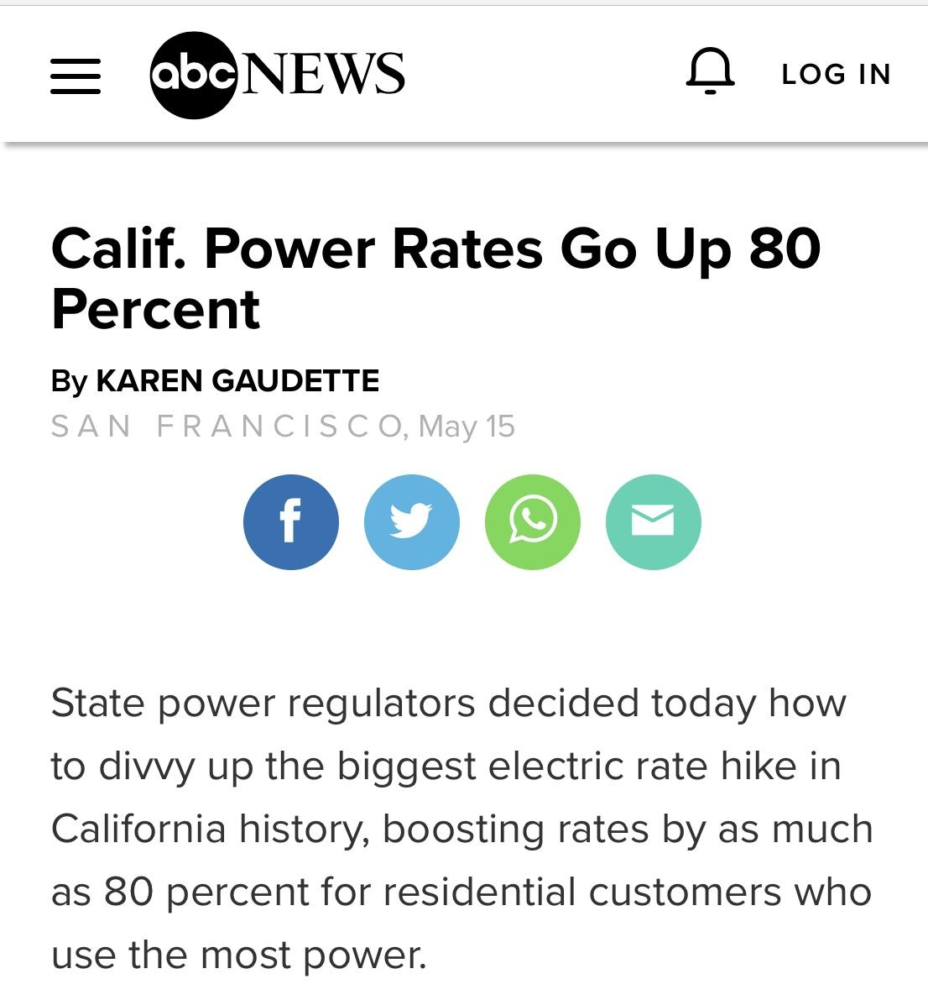 abc NEWS
LOG IN
Calif. Power Rates Go Up 80
Percent
By KAREN GAUDETTE
SAN FRANCISCO, May 15
State power regulators decided today how
to divvy up the biggest electric rate hike in
California history, boosting rates by as much
as 80 percent for residential customers who
use the most power.